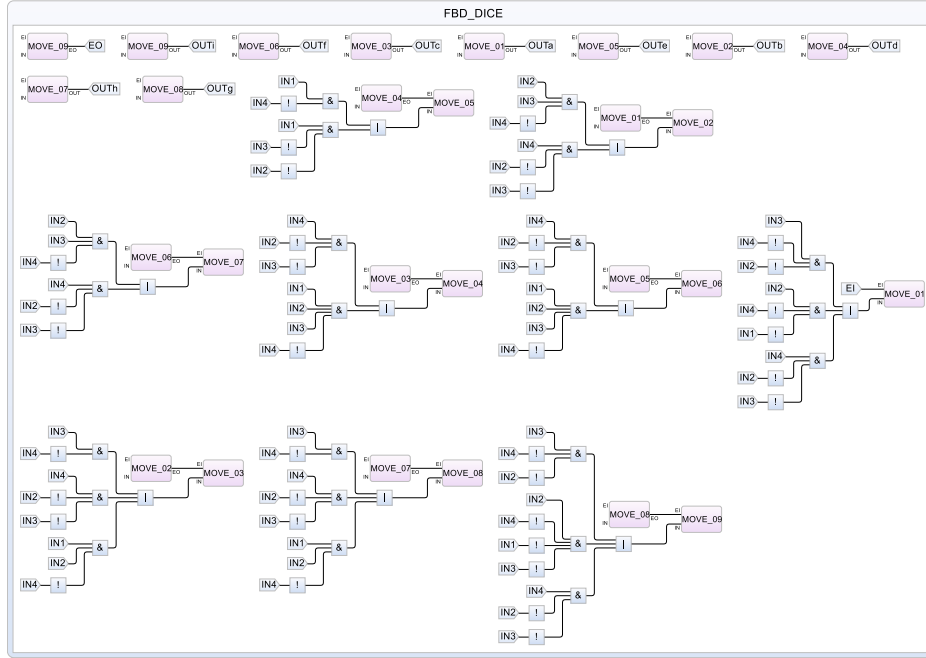 FBD_DICE
EI IN MOVE_09 EO EO
EI IN MOVE_09 OUT OUTi
EI IN MOVE_06 OUT OUTf
EI IN MOVE_03 OUT OUTc
EI IN MOVE_01 OUT OUTa
EI IN MOVE_05 OUT OUTe
EI IN MOVE_02 OUT OUTb
EI IN MOVE_04 OUT OUTd
EI IN MOVE_07 OUT OUTh
EI IN MOVE_08 OUT OUTg
IN1
IN4 ! &
IN1
IN3 ! &
IN2 !
|
EI IN MOVE_04 EO
EI IN MOVE_05
IN2
IN3 &
IN4 !
IN4
IN2 ! &
IN3 !
|
EI IN MOVE_01 EO
EI IN MOVE_02
IN2
IN3 &
IN4 !
IN4
IN2 ! &
IN3 !
|
EI IN MOVE_06 EO
EI IN MOVE_07
IN4
IN2 ! &
IN3 !
IN1
IN2 &
IN3
IN4 !
|
EI IN MOVE_03 EO
EI IN MOVE_04
IN4
IN2 ! &
IN3 !
IN1
IN2 &
IN3
IN4 !
|
EI IN MOVE_05 EO
EI IN MOVE_06
IN3
IN4 !
IN2 ! &
IN2
IN4 ! &
IN1 !
IN4
IN2 ! &
IN3 !
|
EI
EI IN MOVE_01
IN3
IN4 ! &
IN4
IN2 ! &
IN3 !
IN1
IN2 &
IN4 !
|
EI IN MOVE_02 EO
EI IN MOVE_03
IN3
IN4 ! &
IN4
IN2 ! &
IN3 !
IN1
IN2 &
IN4 !
|
EI IN MOVE_07 EO
EI IN MOVE_08
IN3
IN4 ! &
IN2 !
IN2
IN4 !
IN1 ! &
IN3 !
IN4
IN2 ! &
IN3 !
|
EI IN MOVE_08 EO
EI IN MOVE_09